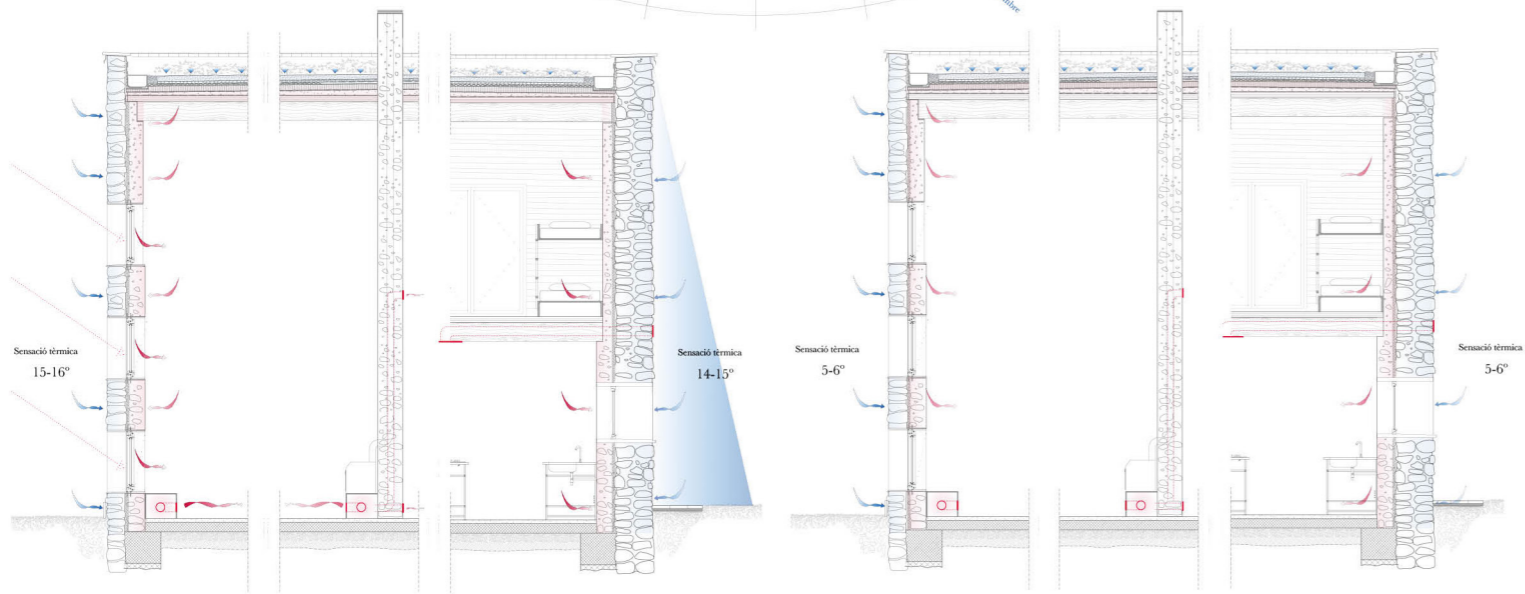 Sensació tèrmica
15-16º
Sensació tèrmica
14-15º
Sensació tèrmica
5-6º
Sensació tèrmica
5-6º